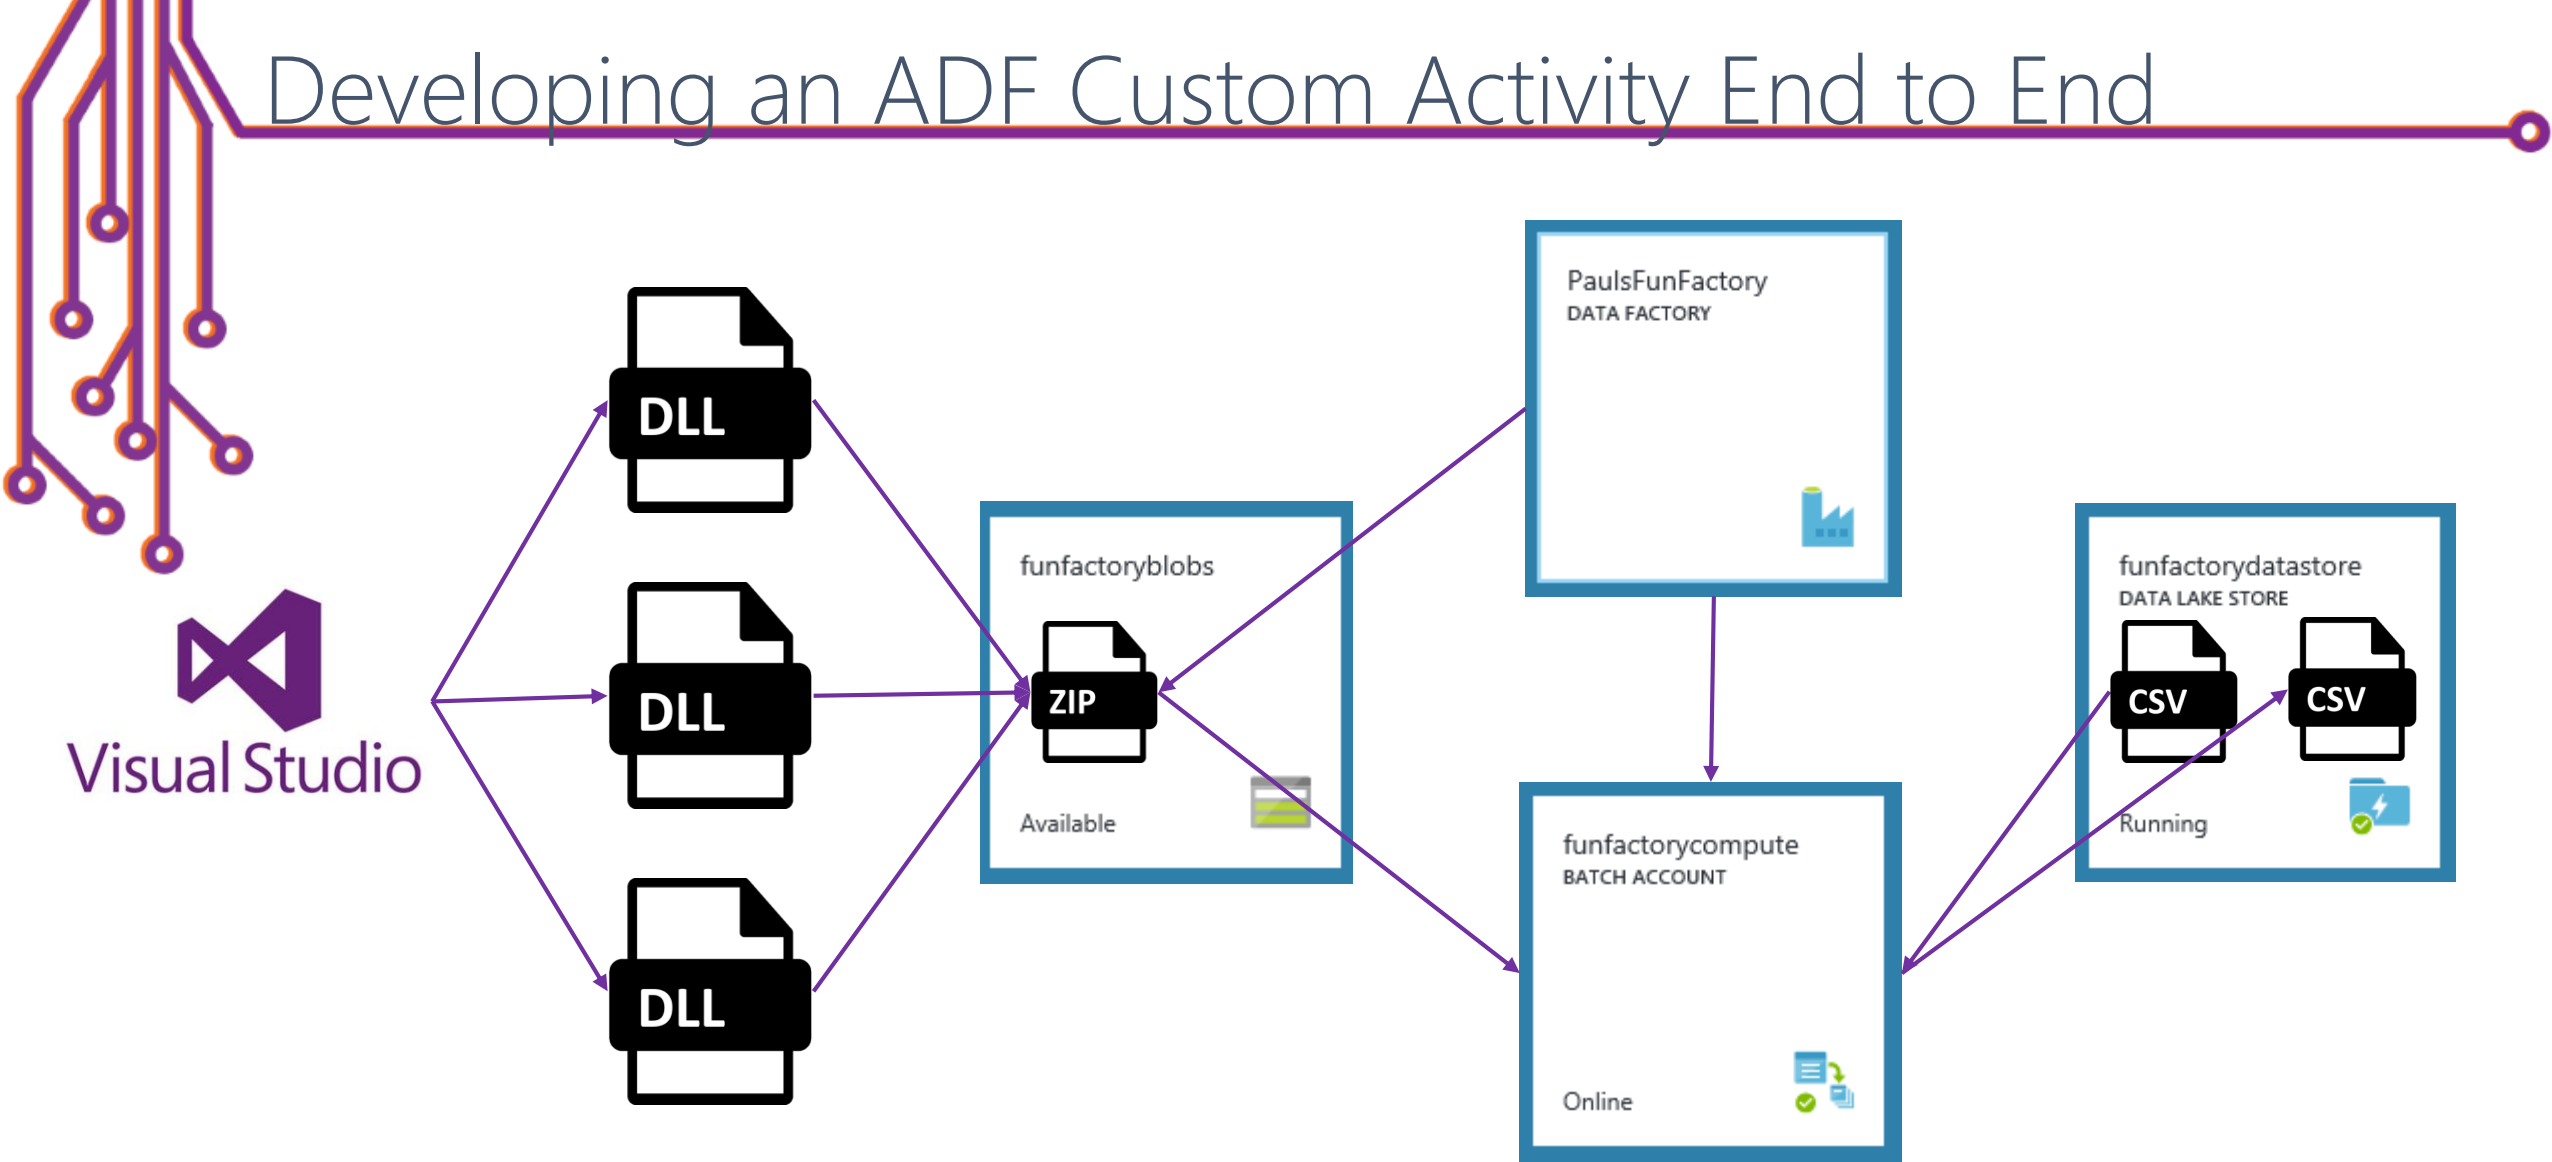 Developing an ADF Custom Activity End to End
Visual Studio
DLL
DLL
DLL
funfactoryblobs
ZIP
Available
PaulsFunFactory
DATA FACTORY
funfactorycompute
BATCH ACCOUNT
Online
funfactorydatastore
DATA LAKE STORE
CSV
CSV
Running